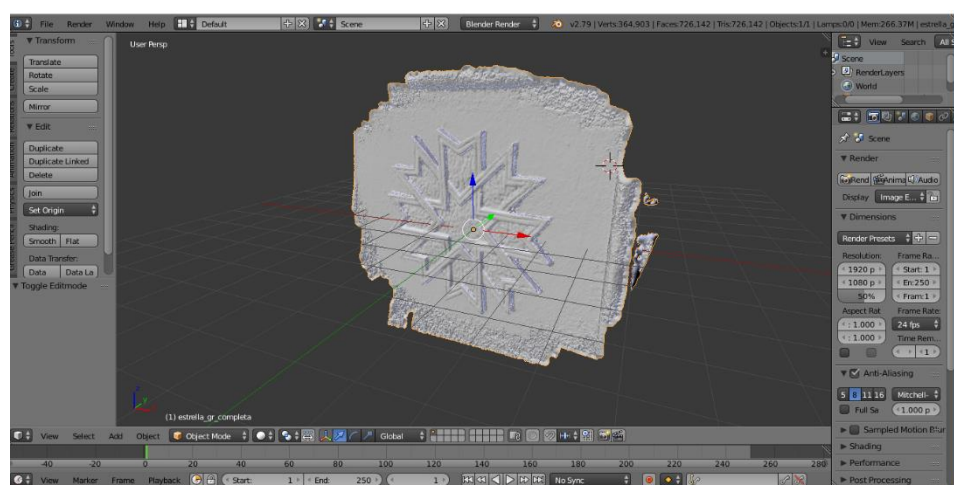 File Render Window Help Default Scene Blender Render v2.79 | Verts:364,903 | Faces:726,142 | Tris:726,142 | Objects:1/1 | Lamps:0/0 | Mem:266.37M | estrella_g
Transform
Translate
Rotate
Scale
Mirror
Edit
Duplicate
Duplicate Linked
Delete
Join
Set Origin
Shading:
Smooth Flat
Data Transfer:
Data Data La
Toggle Editmode
User Persp
(1) estrella_gr_completa
View Search All S
Scene
RenderLayers
World
Scene
Render
Rend Anima Audio
Display Image E...
Dimensions
Render Presets
Resolution: Frame Ra...
1920 p Start: 1
1080 p En:250
50% Fram:1
Aspect Rat Frame Rate:
: 1.000 24 fps
: 1.000 Time Rem...
1
Anti-Aliasing
5 8 11 16 Mitchell-
Full Sa 1.000 p
Sampled Motion Blur
Shading
Performance
Post Processing
View Select Add Object Object Mode Global
-40 -20 0 20 40 60 80 100 120 140 160 180 200 220 240 260 280
View Marker Frame Playback Start: 1 End: 250 1 No Sync